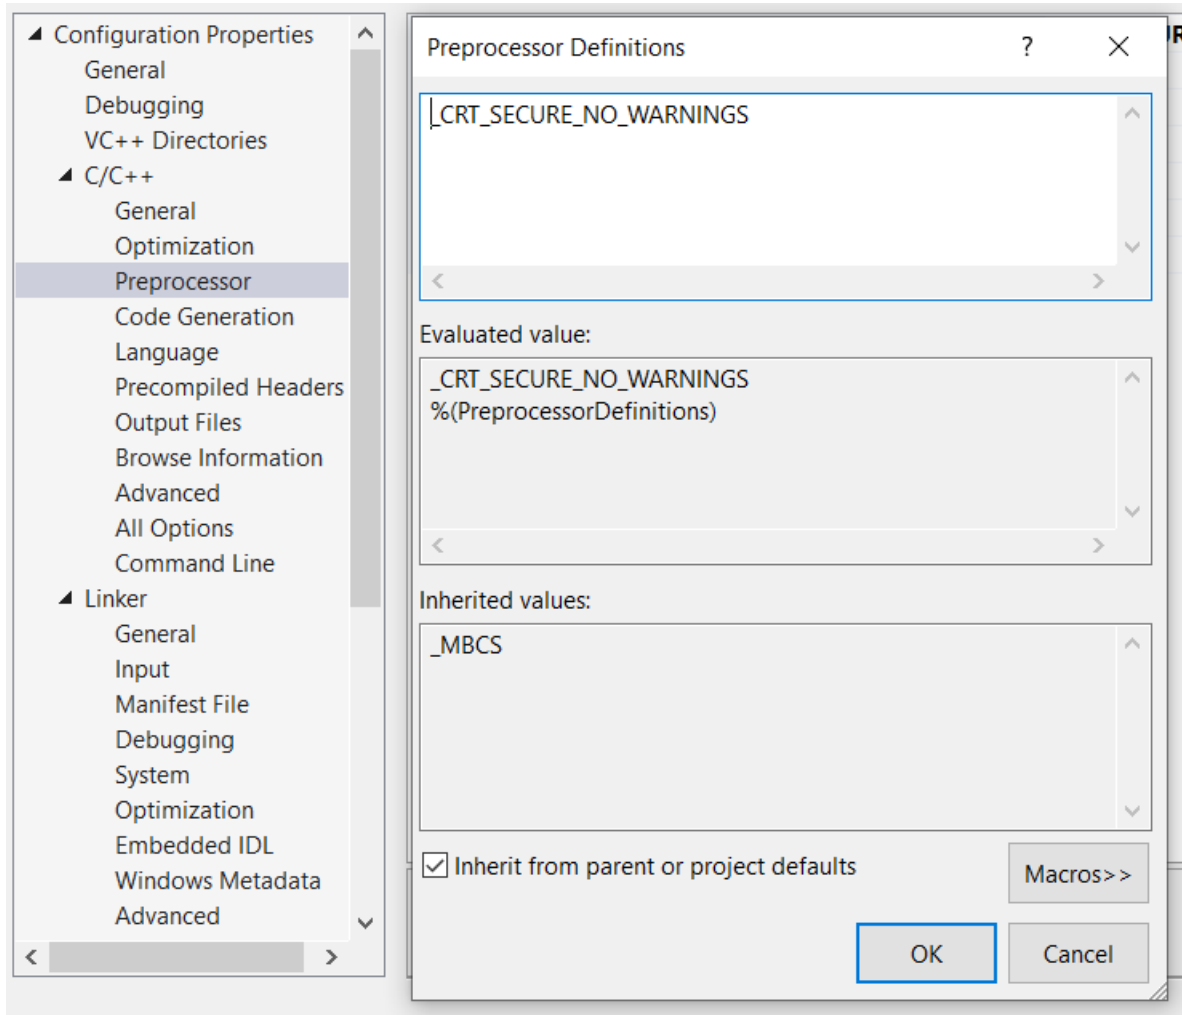 Configuration Properties
General
Debugging
VC++ Directories
C/C++
General
Optimization
Preprocessor
Code Generation
Language
Precompiled Headers
Output Files
Browse Information
Advanced
All Options
Command Line
Linker
General
Input
Manifest File
Debugging
System
Optimization
Embedded IDL
Windows Metadata
Advanced
Preprocessor Definitions
?
_CRT_SECURE_NO_WARNINGS
Evaluated value:
_CRT_SECURE_NO_WARNINGS
%(PreprocessorDefinitions)
Inherited values:
_MBCS
Inherit from parent or project defaults
Macros>>
OK
Cancel